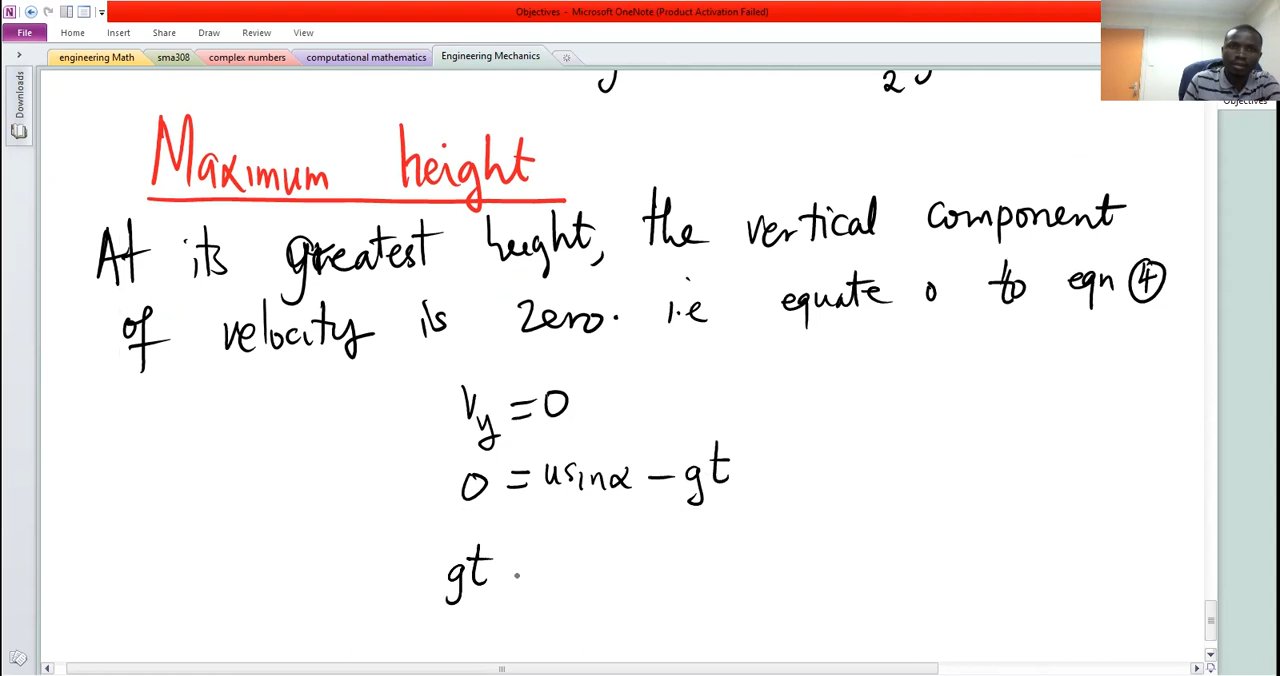 Objectives - Microsoft OneNote (Product Activation Failed)
File Home Insert Share Draw Review View
engineering Math sma308 complex numbers computational mathematics Engineering Mechanics
Downloads
Objectives
Maximum height
At its greatest height, the vertical component
of velocity is zero. i.e equate 0 to eqn ④
Vy = 0
0 = usinα - gt
gt